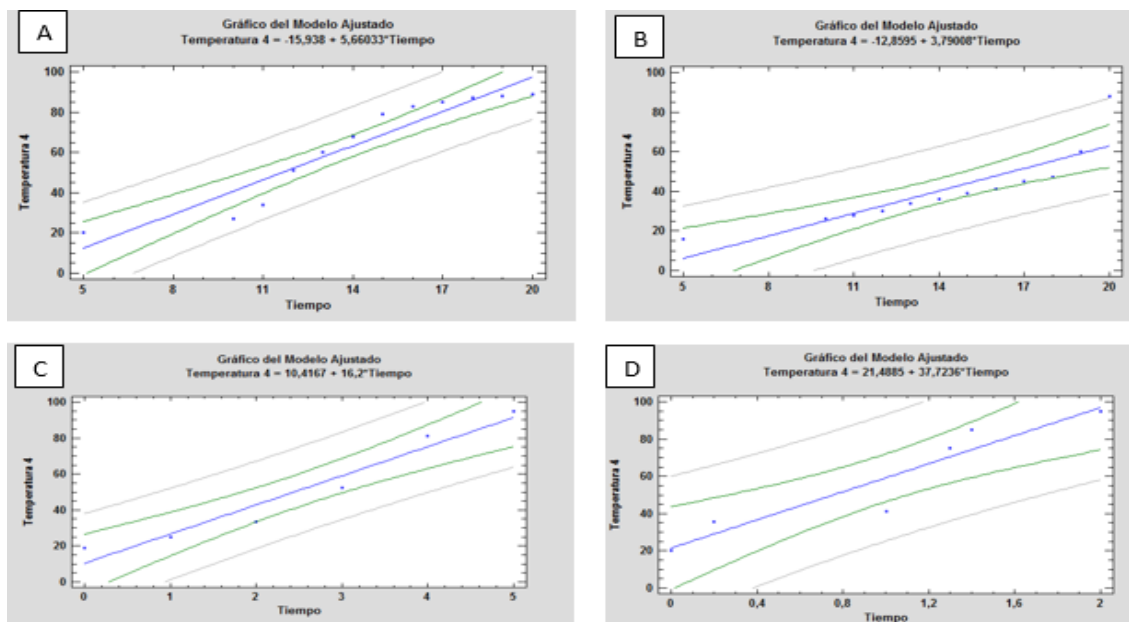 A
Gráfico del Modelo Ajustado
Temperatura 4 = -15,938 + 5,66033*Tiempo
100
80
60
40
20
0
Temperatura 4
5 8 11 14 17 20
Tiempo
B
Gráfico del Modelo Ajustado
Temperatura 4 = -12,8595 + 3,79008*Tiempo
100
80
60
40
20
0
Temperatura 4
5 8 11 14 17 20
Tiempo
C
Gráfico del Modelo Ajustado
Temperatura 4 = 10,4167 + 16,2*Tiempo
100
80
60
40
20
0
Temperatura 4
0 1 2 3 4 5
Tiempo
D
Gráfico del Modelo Ajustado
Temperatura 4 = 21,4885 + 37,7236*Tiempo
100
80
60
40
20
0
Temperatura 4
0 0,4 0,8 1,2 1,6 2
Tiempo